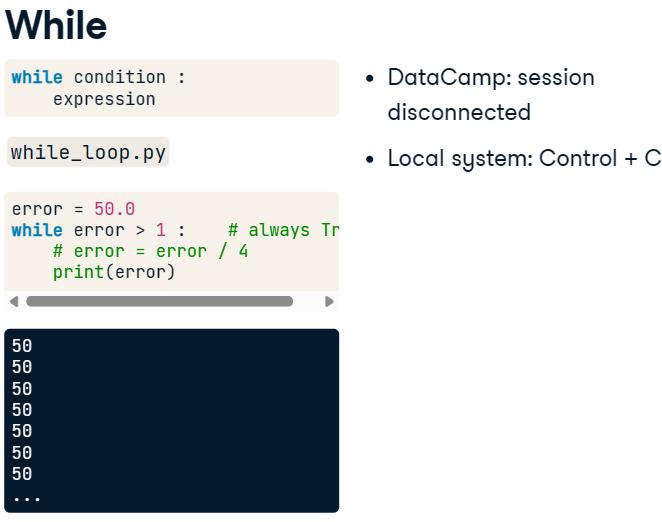 While
while condition :
    expression
while_loop.py
error = 50.0
while error > 1 :    # always Tr
    # error = error / 4
    print(error)
50
50
50
50
50
50
50
...
• DataCamp: session
disconnected
• Local system: Control + C